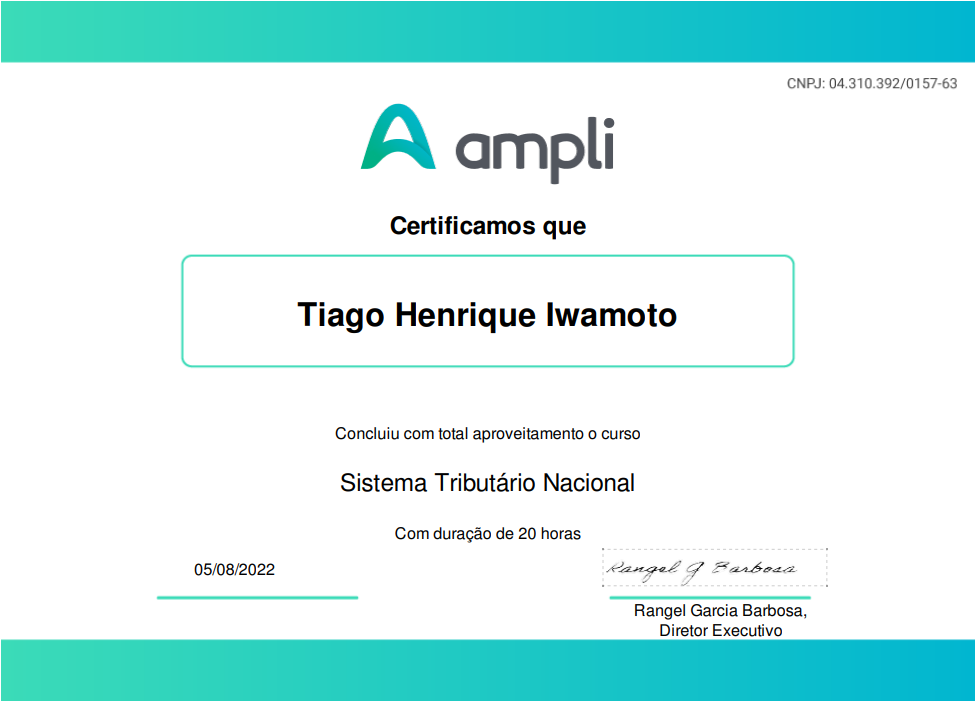 CNPJ: 04.310.392/0157-63
ampli
Certificamos que
Tiago Henrique Iwamoto
Concluiu com total aproveitamento o curso
Sistema Tributário Nacional
Com duração de 20 horas
05/08/2022
Rangel G Barbosa
Rangel Garcia Barbosa,
Diretor Executivo